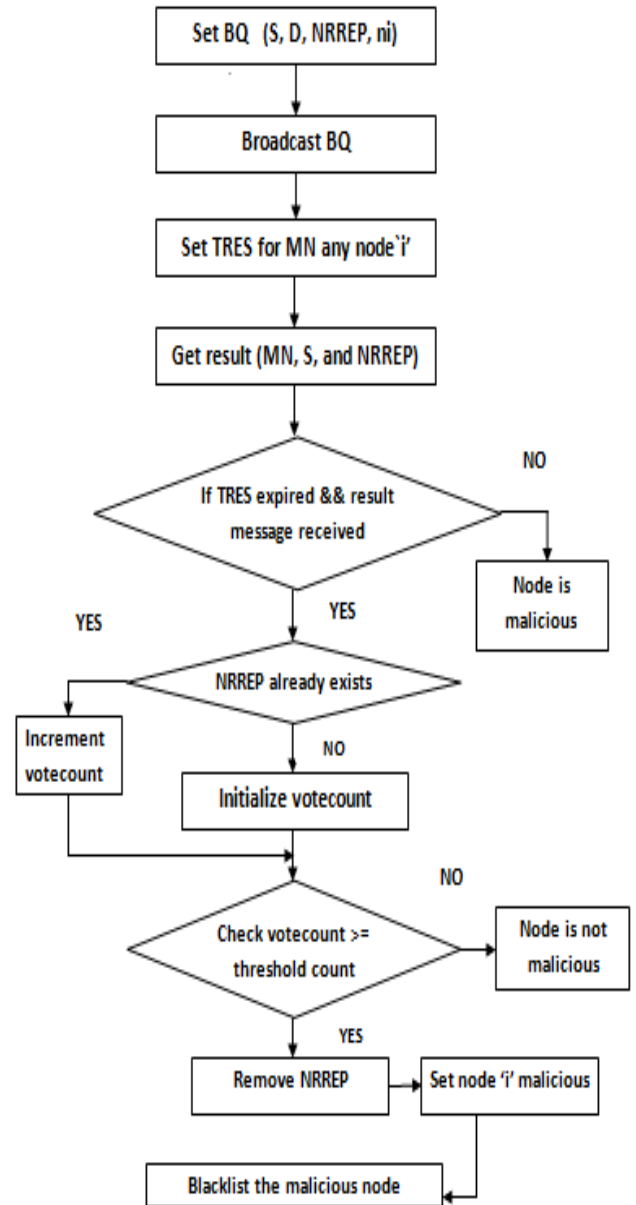 Set BQ (S, D, NRREP, ni)
Broadcast BQ
Set TRES for MN any node`i'
Get result (MN, S, and NRREP)
NO
If TRES expired && result
message received
Node is
malicious
YES
YES
NRREP already exists
Increment
votecount
NO
Initialize votecount
NO
Check votecount >=
threshold count
Node is not
malicious
YES
Remove NRREP
Set node ‘i’ malicious
Blacklist the malicious node